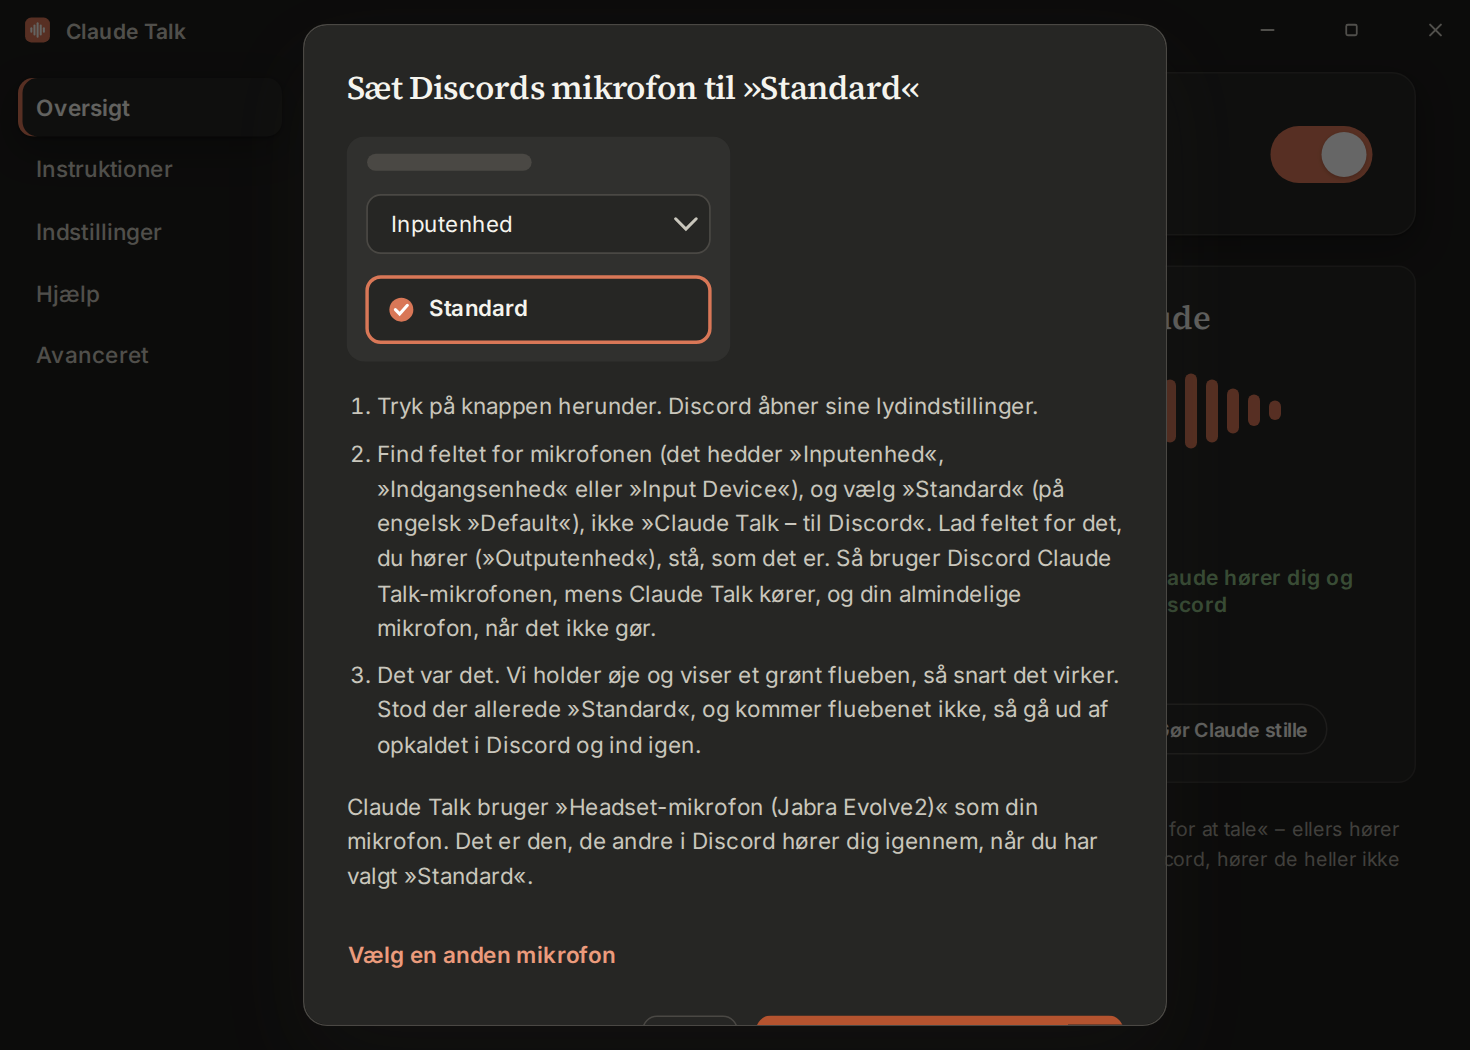 Claude Talk
Oversigt
Instruktioner
Indstillinger
Hjælp
Avanceret
Sæt Discords mikrofon til »Standard«
Inputenhed
Standard
1. Tryk på knappen herunder. Discord åbner sine lydindstillinger.
2. Find feltet for mikrofonen (det hedder »Inputenhed«,
»Indgangsenhed« eller »Input Device«), og vælg »Standard« (på
engelsk »Default«), ikke »Claude Talk – til Discord«. Lad feltet for det,
du hører (»Outputenhed«), stå, som det er. Så bruger Discord Claude
Talk-mikrofonen, mens Claude Talk kører, og din almindelige
mikrofon, når det ikke gør.
3. Det var det. Vi holder øje og viser et grønt flueben, så snart det virker.
Stod der allerede »Standard«, og kommer fluebenet ikke, så gå ud af
opkaldet i Discord og ind igen.
Claude Talk bruger »Headset-mikrofon (Jabra Evolve2)« som din
mikrofon. Det er den, de andre i Discord hører dig igennem, når du har
valgt »Standard«.
Vælg en anden mikrofon
hører dig og
Claude stille
for at tale« – ellers hører
hører de heller ikke